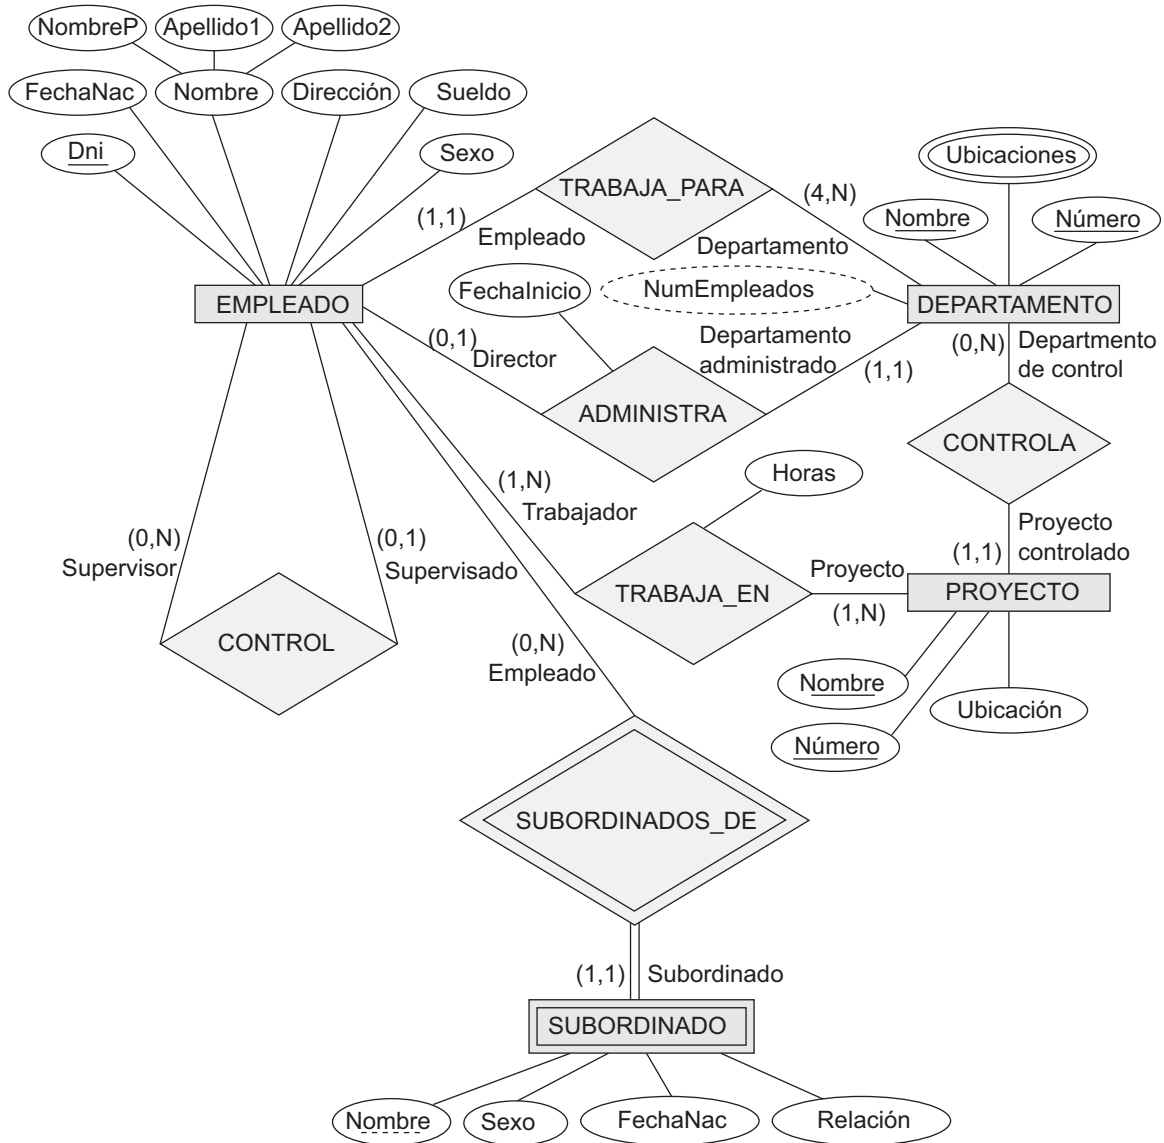 NombreP
Apellido1
Apellido2
FechaNac
Nombre
Dirección
Sueldo
Dni
Sexo
TRABAJA_PARA
Ubicaciones
(1,1)
Empleado
(4,N)
Departamento
Nombre
Número
EMPLEADO
FechaInicio
NumEmpleados
DEPARTAMENTO
(0,1)
Director
Departamento
administrado
(1,1)
(0,N)
Departmento
de control
ADMINISTRA
CONTROLA
(1,N)
Trabajador
Horas
(0,N)
Supervisor
(0,1)
Supervisado
Proyecto
controlado
(1,1)
TRABAJA_EN
Proyecto
(1,N)
PROYECTO
CONTROL
(0,N)
Empleado
Nombre
Número
Ubicación
SUBORDINADOS_DE
(1,1)
Subordinado
SUBORDINADO
Nombre
Sexo
FechaNac
Relación